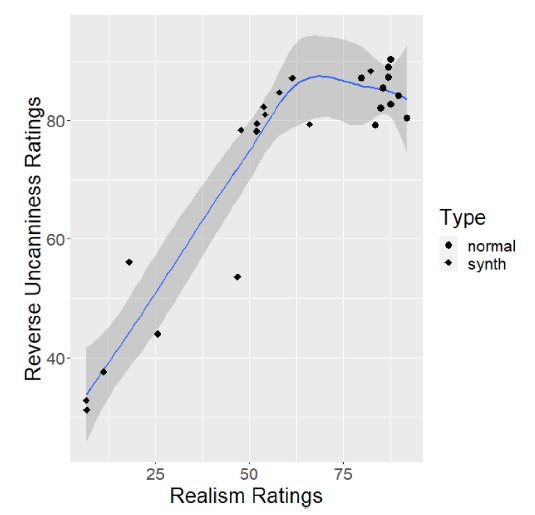 Reverse Uncanniness Ratings
80
60
40
25 50 75
Realism Ratings
Type
normal
synth